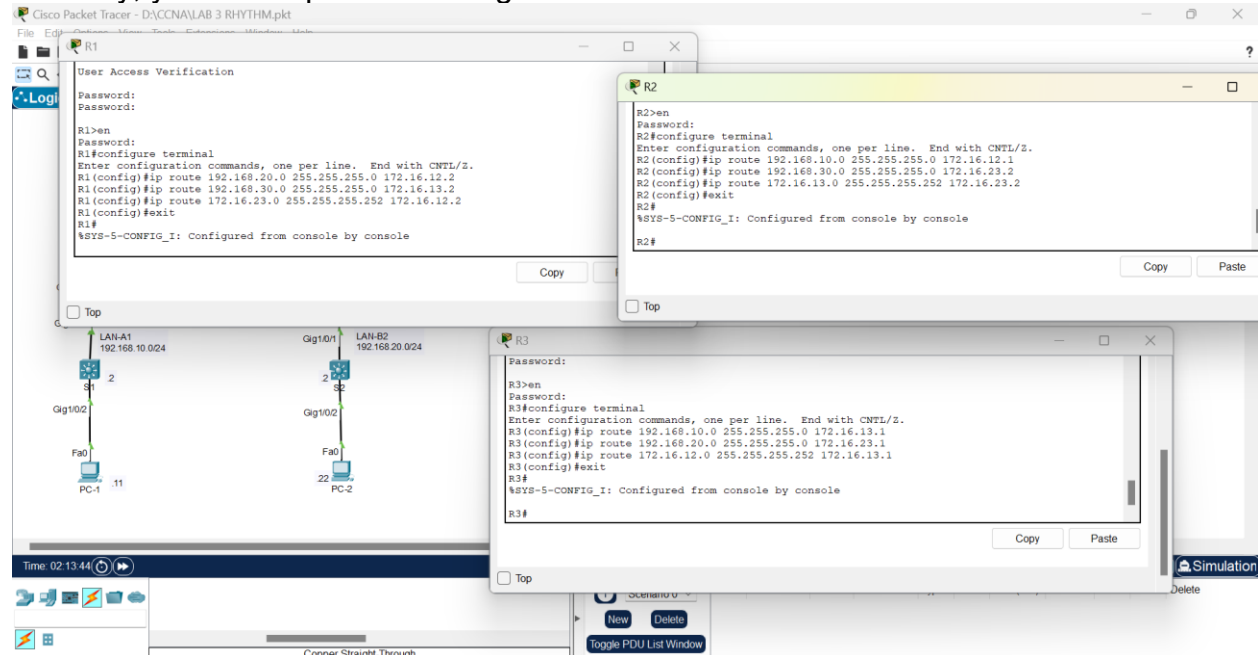 Cisco Packet Tracer - D:\CCNA\LAB 3 RHYTHM.pkt
File
R1
User Access Verification
Password:
Password:
R1>en
Password:
R1#configure terminal
Enter configuration commands, one per line. End with CNTL/Z.
R1(config)#ip route 192.168.20.0 255.255.255.0 172.16.12.2
R1(config)#ip route 192.168.30.0 255.255.255.0 172.16.13.2
R1(config)#ip route 172.16.23.0 255.255.255.252 172.16.12.2
R1(config)#exit
R1#
%SYS-5-CONFIG_I: Configured from console by console
Copy
Top
R2
R2>en
Password:
R2#configure terminal
Enter configuration commands, one per line. End with CNTL/Z.
R2(config)#ip route 192.168.10.0 255.255.255.0 172.16.12.1
R2(config)#ip route 192.168.30.0 255.255.255.0 172.16.23.2
R2(config)#ip route 172.16.13.0 255.255.255.252 172.16.23.2
R2(config)#exit
R2#
%SYS-5-CONFIG_I: Configured from console by console
R2#
Copy Paste
Top
LAN-A1
192.168.10.0/24
.2
S1
Gig1/0/2
Fa0
.11
PC-1
Gig1/0/1
LAN-B2
192.168.20.0/24
.2
S2
Gig1/0/2
Fa0
.22
PC-2
R3
Password:
R3>en
Password:
R3#configure terminal
Enter configuration commands, one per line. End with CNTL/Z.
R3(config)#ip route 192.168.10.0 255.255.255.0 172.16.13.1
R3(config)#ip route 192.168.20.0 255.255.255.0 172.16.23.1
R3(config)#ip route 172.16.12.0 255.255.255.252 172.16.13.1
R3(config)#exit
R3#
%SYS-5-CONFIG_I: Configured from console by console
R3#
Copy Paste
Top
Time: 02:13:44
Simulation
Scenario 0
Delete
New Delete
Toggle PDU List Window
Copper Straight Through